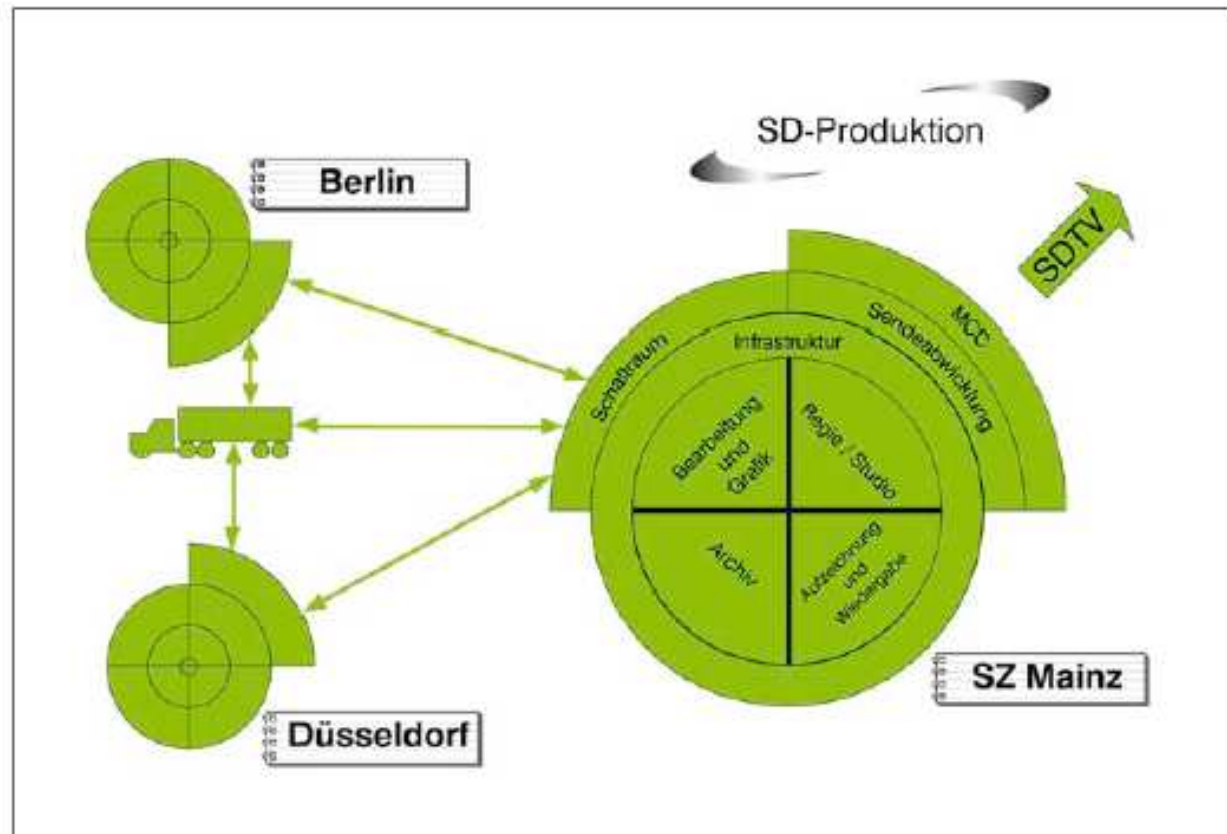 SD-Produktion
Berlin
SDTV
MCC
Sendeabwicklung
Schaltraum
Infrastruktur
Bearbeitung
und
Grafik
Regie / Studio
Archiv
Aufzeichnung
und
Wiedergabe
SZ Mainz
Düsseldorf